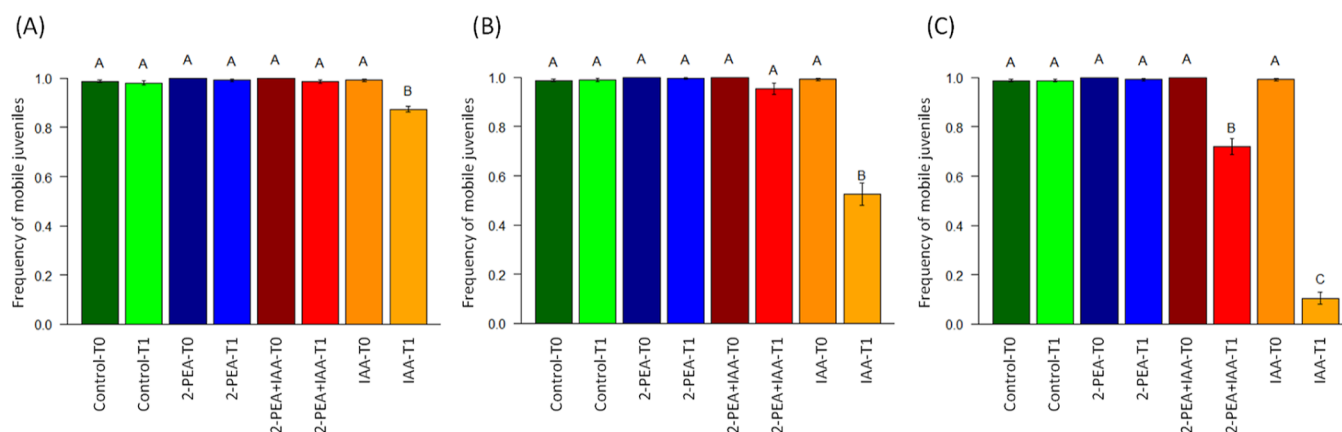 (A)
Frequency of mobile juveniles
1.0
0.8
0.6
0.4
0.2
0.0
A A A A A A A B
Control-T0
Control-T1
2-PEA-T0
2-PEA-T1
2-PEA+IAA-T0
2-PEA+IAA-T1
IAA-T0
IAA-T1
(B)
Frequency of mobile juveniles
1.0
0.8
0.6
0.4
0.2
0.0
A A A A A A A B
Control-T0
Control-T1
2-PEA-T0
2-PEA-T1
2-PEA+IAA-T0
2-PEA+IAA-T1
IAA-T0
IAA-T1
(C)
Frequency of mobile juveniles
1.0
0.8
0.6
0.4
0.2
0.0
A A A A A B A C
Control-T0
Control-T1
2-PEA-T0
2-PEA-T1
2-PEA+IAA-T0
2-PEA+IAA-T1
IAA-T0
IAA-T1